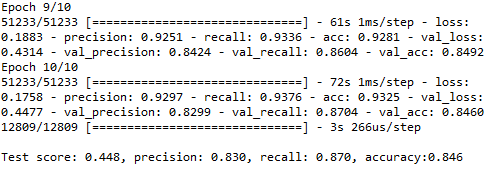 Epoch 9/10
51233/51233 [==============================] - 61s 1ms/step - loss:
0.1883 - precision: 0.9251 - recall: 0.9336 - acc: 0.9281 - val_loss:
0.4314 - val_precision: 0.8424 - val_recall: 0.8604 - val_acc: 0.8492
Epoch 10/10
51233/51233 [==============================] - 72s 1ms/step - loss:
0.1758 - precision: 0.9297 - recall: 0.9376 - acc: 0.9325 - val_loss:
0.4477 - val_precision: 0.8299 - val_recall: 0.8704 - val_acc: 0.8460
12809/12809 [==============================] - 3s 266us/step
Test score: 0.448, precision: 0.830, recall: 0.870, accuracy:0.846